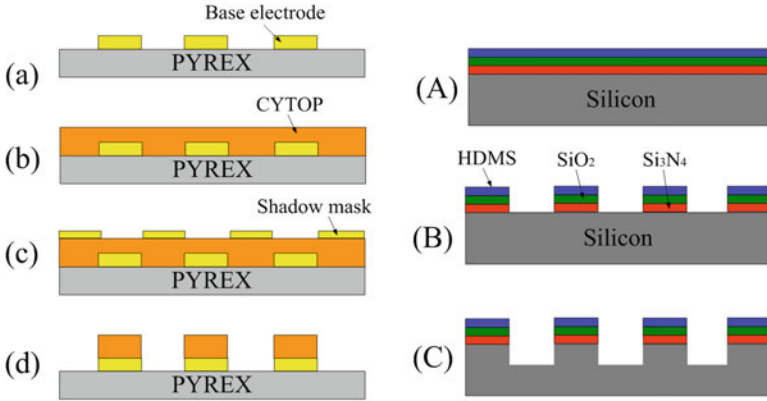 Base electrode
(a)
PYREX
CYTOP
(b)
PYREX
Shadow mask
(c)
PYREX
(d)
PYREX
(A)
Silicon
HDMS
SiO₂
Si₃N₄
(B)
Silicon
(C)